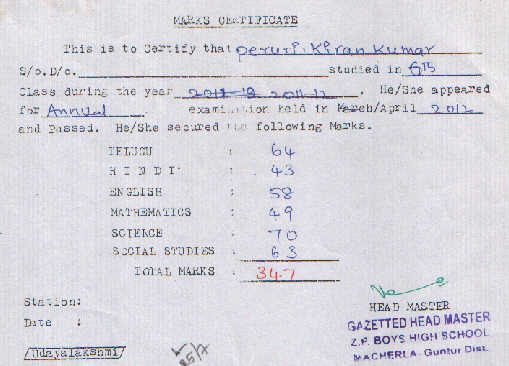 MARKS CERTIFICATE
This is to Certify that peruri.Kiran Kumar
S/o.D/o. studied in 6th
Class during the year 2011-12. He/She appeared
for Annual. examination held in March/April 2012
and Passed. He/She secured the following Marks.
TELUGU : 64
HINDI : 43
ENGLISH : 58
MATHEMATICS : 49
SCIENCE : 70
SOCIAL STUDIES : 63
TOTAL MARKS : 347
HEAD MASTER
Station:
Date :
GAZETTED HEAD MASTER
Z.P. BOYS HIGH SCHOOL
MACHERLA. Guntur Dist.
/Udayalakshmi/